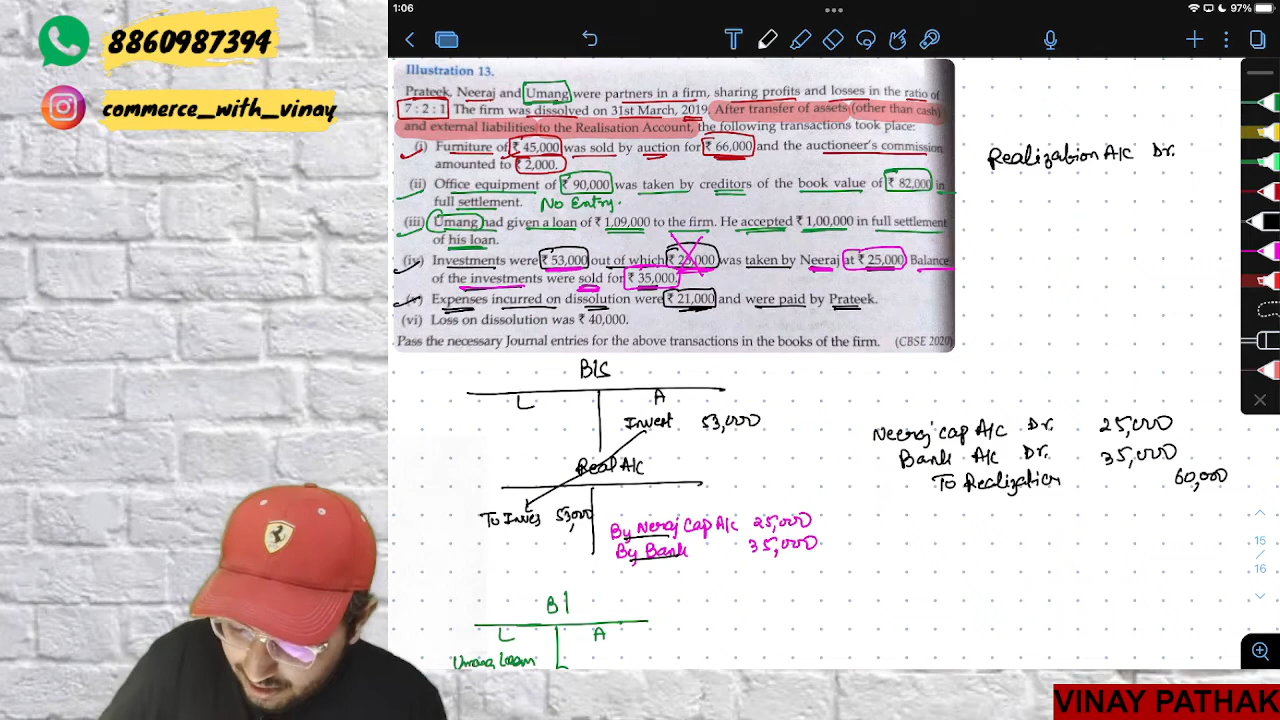 8860987394
commerce_with_vinay
1:06
97%
Illustration 13.
Prateek, Neeraj and Umang were partners in a firm, sharing profits and losses in the ratio of
7 : 2 : 1. The firm was dissolved on 31st March, 2019. After transfer of assets (other than cash)
and external liabilities to the Realisation Account, the following transactions took place:
(i) Furniture of ₹ 45,000 was sold by auction for ₹ 66,000 and the auctioneer's commission
amounted to ₹ 2,000.
(ii) Office equipment of ₹ 90,000 was taken by creditors of the book value of ₹ 82,000 in
full settlement. No Entry.
(iii) Umang had given a loan of ₹ 1,09,000 to the firm. He accepted ₹ 1,00,000 in full settlement
of his loan.
(iv) Investments were ₹ 53,000 out of which ₹ 23,000 was taken by Neeraj at ₹ 25,000. Balance
of the investments were sold for ₹ 35,000.
(v) Expenses incurred on dissolution were ₹ 21,000 and were paid by Prateek.
(vi) Loss on dissolution was ₹ 40,000.
Pass the necessary Journal entries for the above transactions in the books of the firm. (CBSE 2020)
Realization A/c Dr.
B/S
L A
Invest 53,000
Real A/c
To Inves 53,000
By Neraj Cap A/c 25,000
By Bank 35,000
Neeraj cap A/c Dr. 25,000
Bank A/c Dr. 35,000
To Realization 60,000
L A
Umang Loan
15
16
VINAY PATHAK